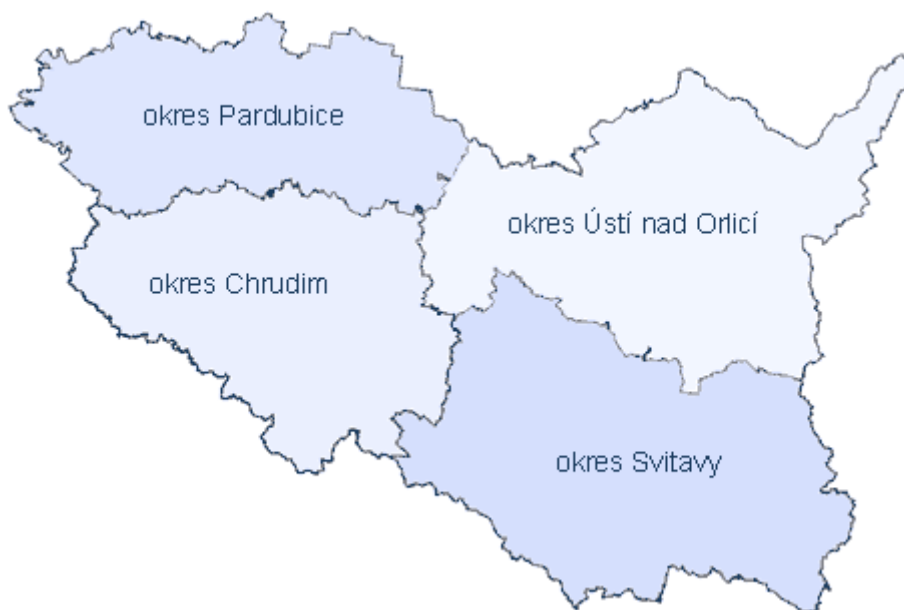 okres Pardubice
okres Ústí nad Orlicí
okres Chrudim
okres Svitavy